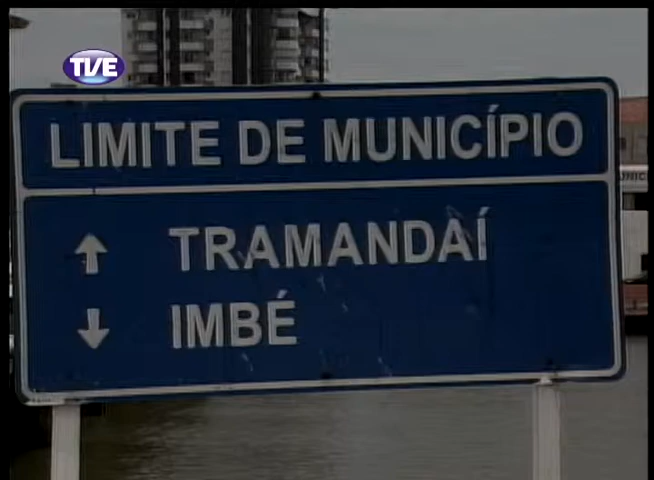 TVE
LIMITE DE MUNICÍPIO
↑ TRAMANDAÍ
↓ IMBÉ